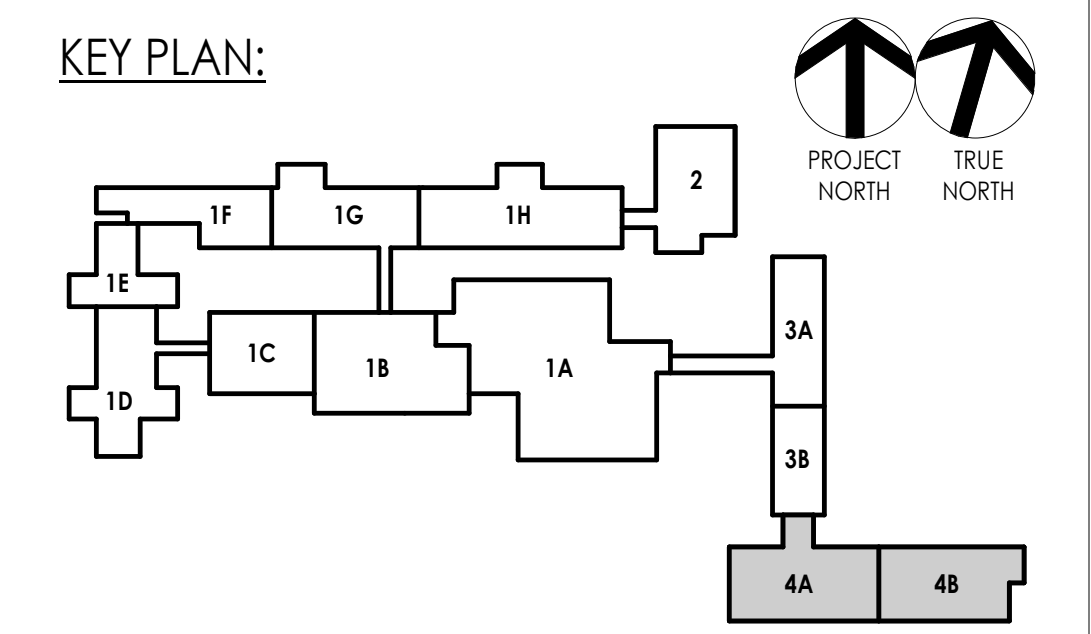 KEY PLAN:
PROJECT
NORTH
TRUE
NORTH
2
1F
1G
1H
1E
3A
1C
1B
1A
1D
3B
4A
4B